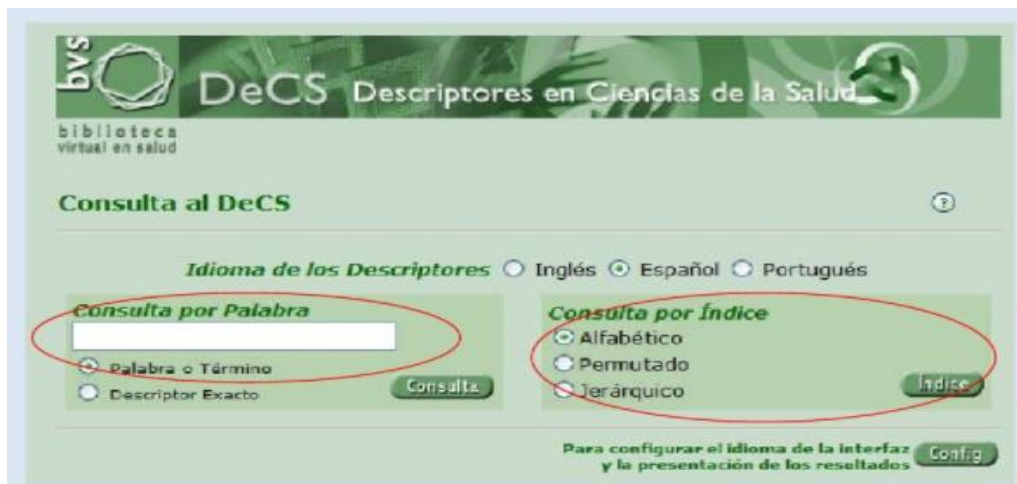 bvs
DeCS Descriptores en Ciencias de la Salud
biblioteca
virtual en salud
Consulta al DeCS
?
Idioma de los Descriptores Inglés Español Portugués
Consulta por Palabra
Palabra o Término
Descriptor Exacto
Consulta
Consulta por Índice
Alfabético
Permutado
Jerárquico
Índice
Para configurar el idioma de la interfaz
y la presentación de los resultados
Config